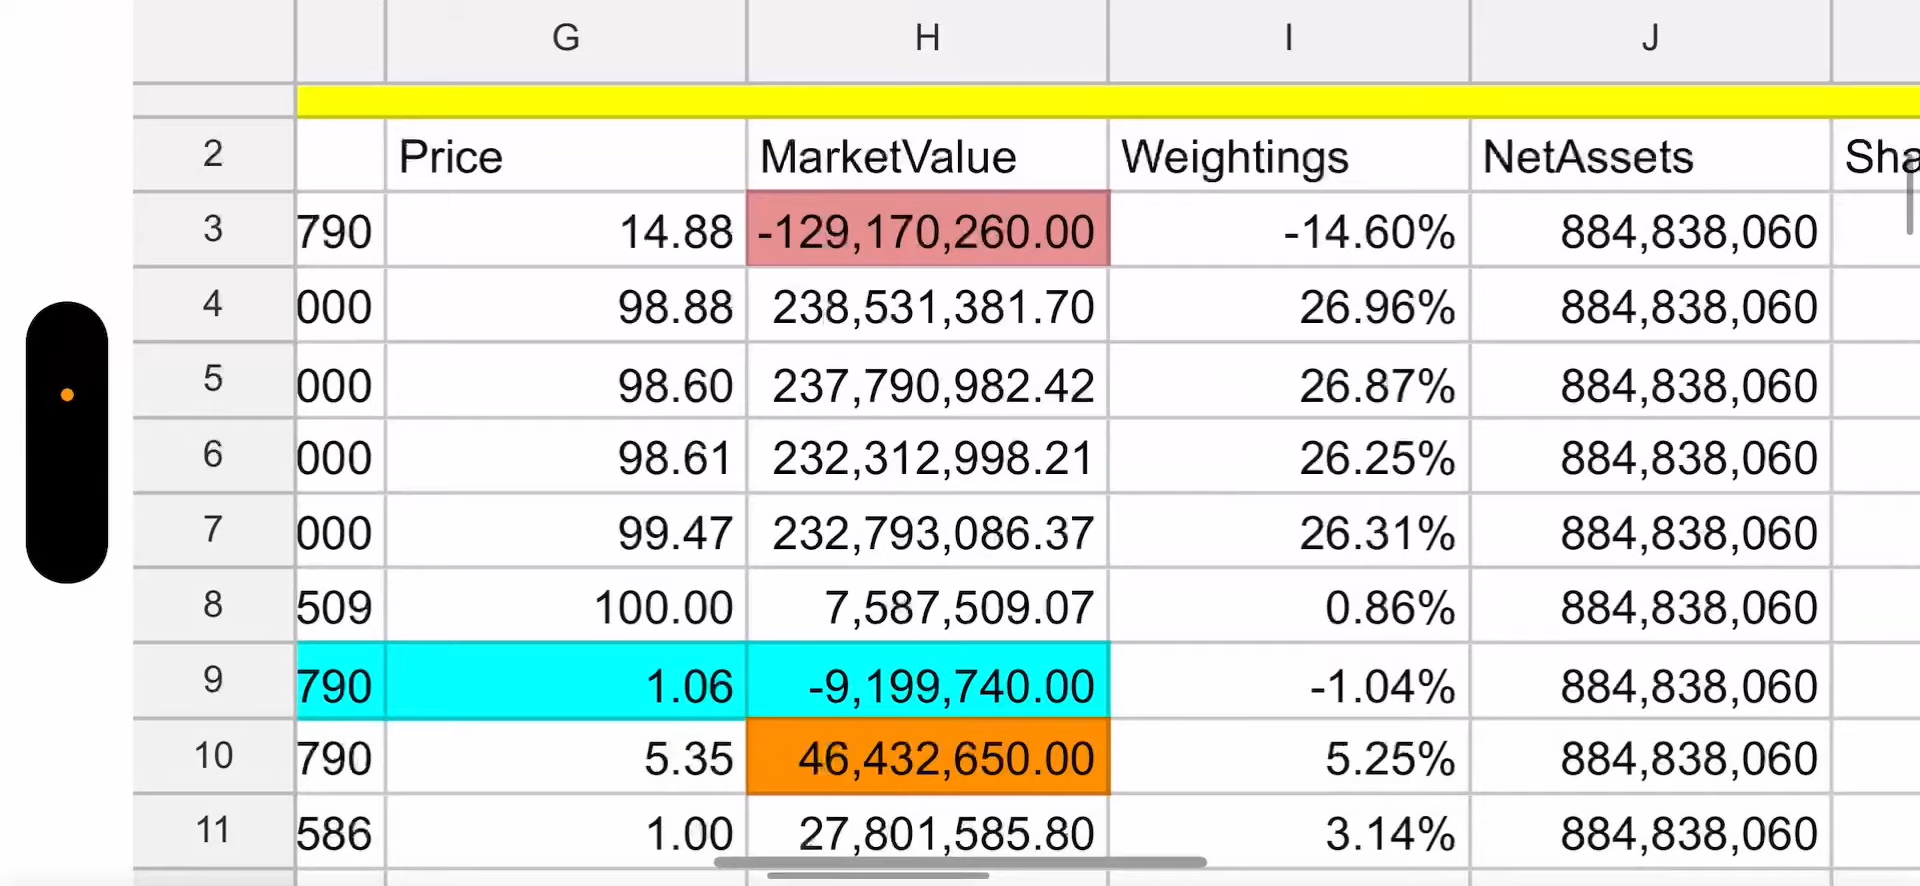 G H I J
2 Price MarketValue Weightings NetAssets Sha
3 790 14.88 -129,170,260.00 -14.60% 884,838,060
4 000 98.88 238,531,381.70 26.96% 884,838,060
5 000 98.60 237,790,982.42 26.87% 884,838,060
6 000 98.61 232,312,998.21 26.25% 884,838,060
7 000 99.47 232,793,086.37 26.31% 884,838,060
8 509 100.00 7,587,509.07 0.86% 884,838,060
9 790 1.06 -9,199,740.00 -1.04% 884,838,060
10 790 5.35 46,432,650.00 5.25% 884,838,060
11 586 1.00 27,801,585.80 3.14% 884,838,060